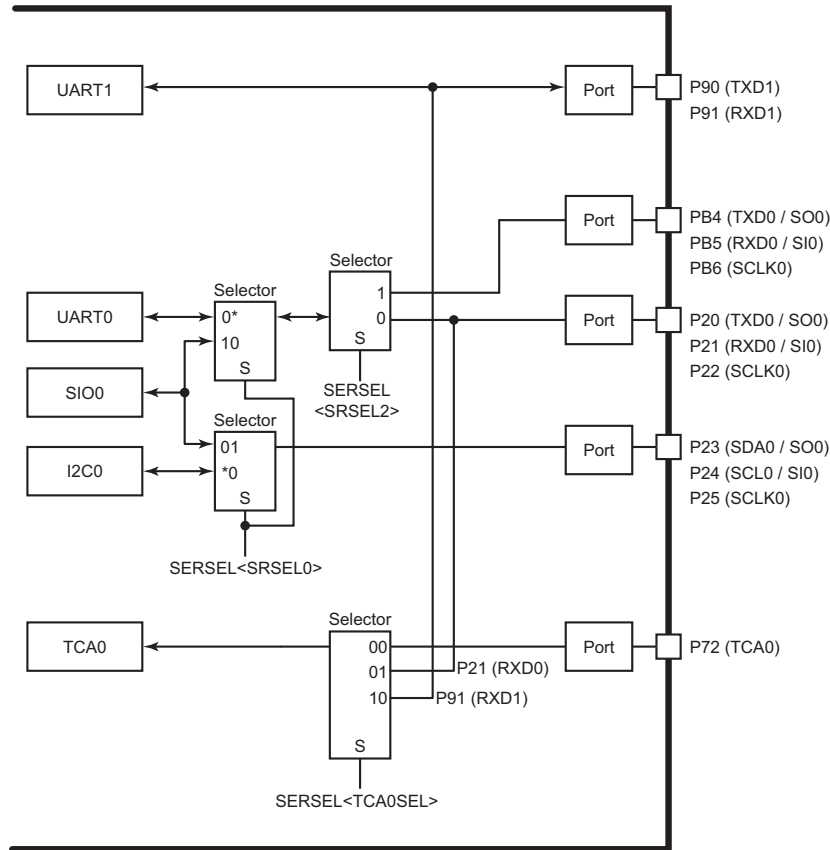 UART1
Port
P90 (TXD1)
P91 (RXD1)
Port
PB4 (TXD0 / SO0)
PB5 (RXD0 / SI0)
PB6 (SCLK0)
Selector
1
0
S
SERSEL
<SRSEL2>
Selector
0*
10
S
UART0
Port
P20 (TXD0 / SO0)
P21 (RXD0 / SI0)
P22 (SCLK0)
SIO0
Selector
01
*0
S
I2C0
Port
P23 (SDA0 / SO0)
P24 (SCL0 / SI0)
P25 (SCLK0)
SERSEL<SRSEL0>
Selector
TCA0
00
01
10
S
P21 (RXD0)
P91 (RXD1)
Port
P72 (TCA0)
SERSEL<TCA0SEL>